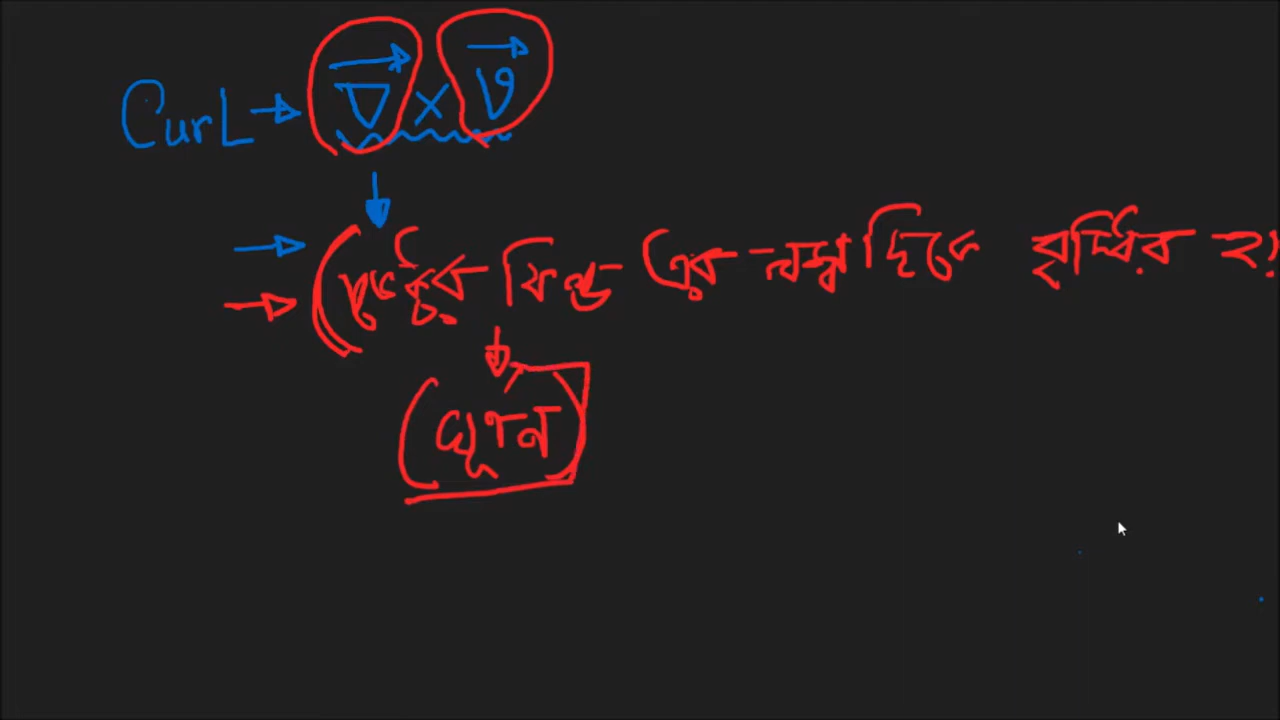 CurL → ∇⃗ × v⃗
(ভেক্টর ফিল্ড এর লম্ব দিকে বৃদ্ধির
(ঘূর্ণন)